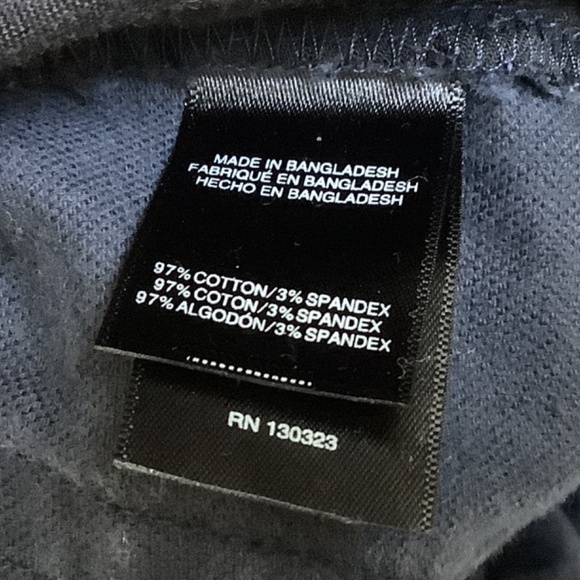 MADE IN BANGLADESH
FABRIQUÉ EN BANGLADESH
HECHO EN BANGLADESH
97% COTTON/3% SPANDEX
97% COTON/3% SPANDEX
97% ALGODÓN/3% SPANDEX
RN 130323